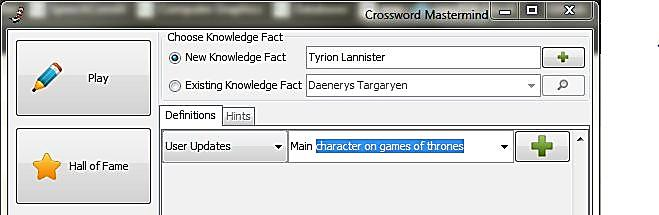 Crossword Mastermind
Choose Knowledge Fact
Play
New Knowledge Fact
Tyrion Lannister
Existing Knowledge Fact
Daenerys Targaryen
Definitions
Hints
Hall of Fame
User Updates
Main character on games of thrones